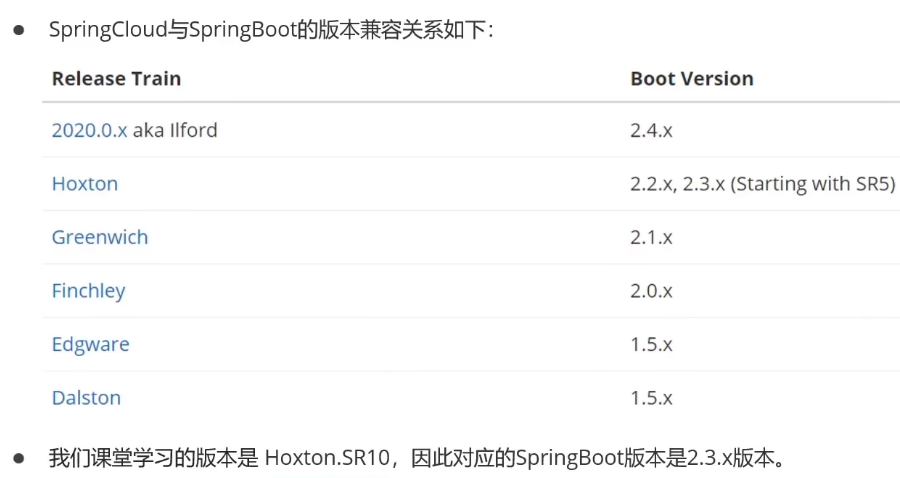 ● SpringCloud与SpringBoot的版本兼容关系如下：
Release Train Boot Version
2020.0.x aka Ilford 2.4.x
Hoxton 2.2.x, 2.3.x (Starting with SR5)
Greenwich 2.1.x
Finchley 2.0.x
Edgware 1.5.x
Dalston 1.5.x
● 我们课堂学习的版本是 Hoxton.SR10，因此对应的SpringBoot版本是2.3.x版本。